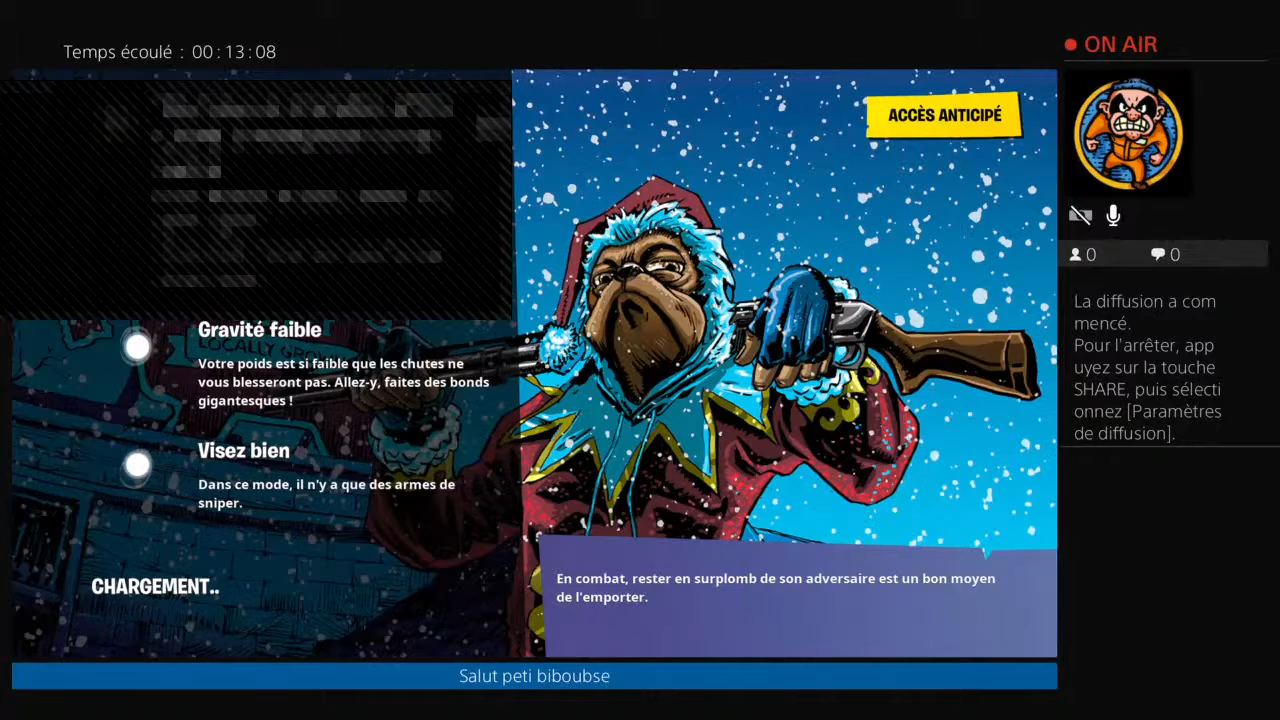 Temps écoulé : 00:13:08
ON AIR
ACCÈS ANTICIPÉ
0 0
Gravité faible
LOCALLY
Votre poids est si faible que les chutes ne
vous blesseront pas. Allez-y, faites des bonds
gigantesques !
Visez bien
Dans ce mode, il n'y a que des armes de
sniper.
CHARGEMENT..
En combat, rester en surplomb de son adversaire est un bon moyen
de l'emporter.
La diffusion a com
mencé.
Pour l'arrêter, app
uyez sur la touche
SHARE, puis sélecti
onnez [Paramètres
de diffusion].
Salut peti biboubse